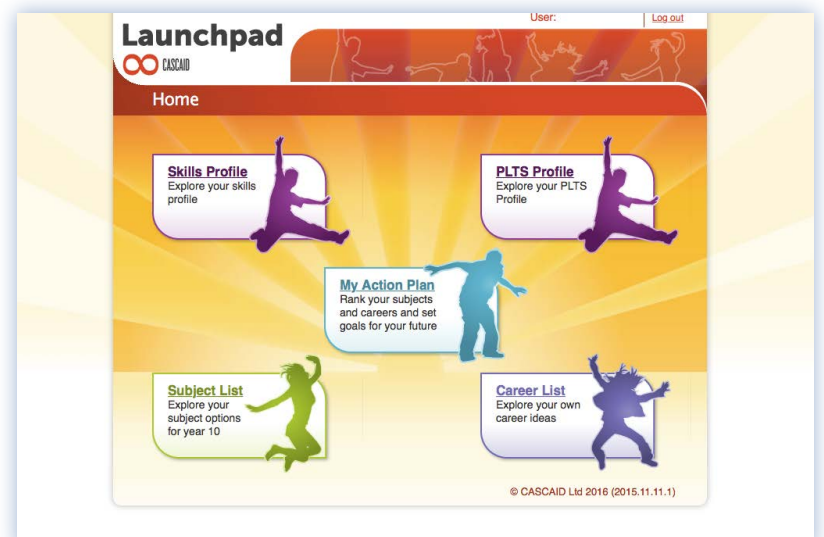 User:
Log out
Launchpad
CASCAID
Home
Skills Profile
Explore your skills
profile
PLTS Profile
Explore your PLTS
Profile
My Action Plan
Rank your subjects
and careers and set
goals for your future
Subject List
Explore your
subject options
for year 10
Career List
Explore your own
career ideas
© CASCAID Ltd 2016 (2015.11.11.1)